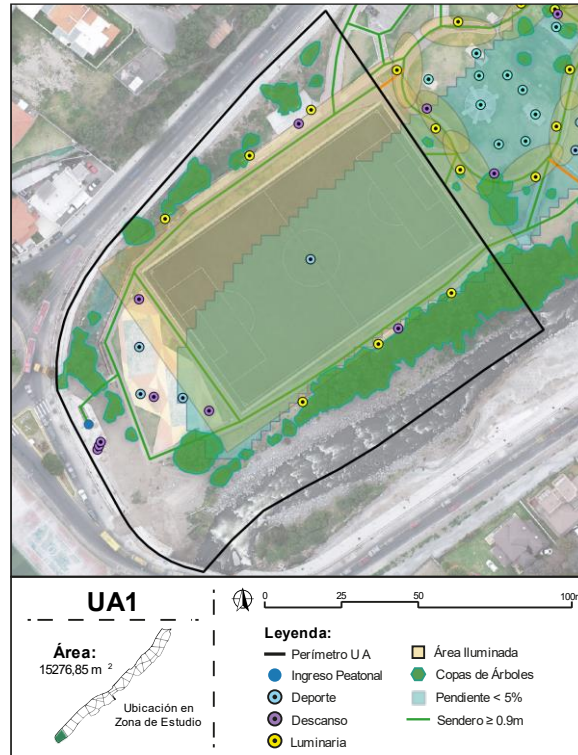 UA1
Área:
15276,85 m 2
Ubicación en
Zona de Estudio
0 25 50 100m
Leyenda:
Perímetro U A
Ingreso Peatonal
Deporte
Descanso
Luminaria
Área Iluminada
Copas de Árboles
Pendiente < 5%
Sendero ≥ 0.9m